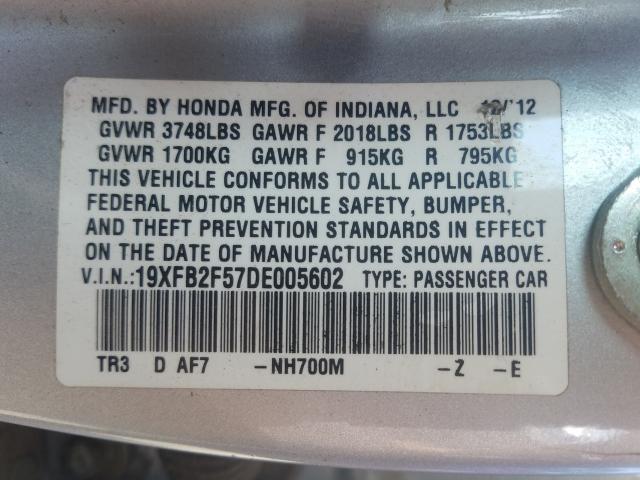 MFD. BY HONDA MFG. OF INDIANA, LLC 12/'12
GVWR 3748LBS GAWR F 2018LBS R 1753LBS
GVWR 1700KG GAWR F 915KG R 795KG
THIS VEHICLE CONFORMS TO ALL APPLICABLE
FEDERAL MOTOR VEHICLE SAFETY, BUMPER,
AND THEFT PREVENTION STANDARDS IN EFFECT
ON THE DATE OF MANUFACTURE SHOWN ABOVE.
V.I.N.:19XFB2F57DE005602 TYPE: PASSENGER CAR
TR3 D AF7 -NH700M -Z -E